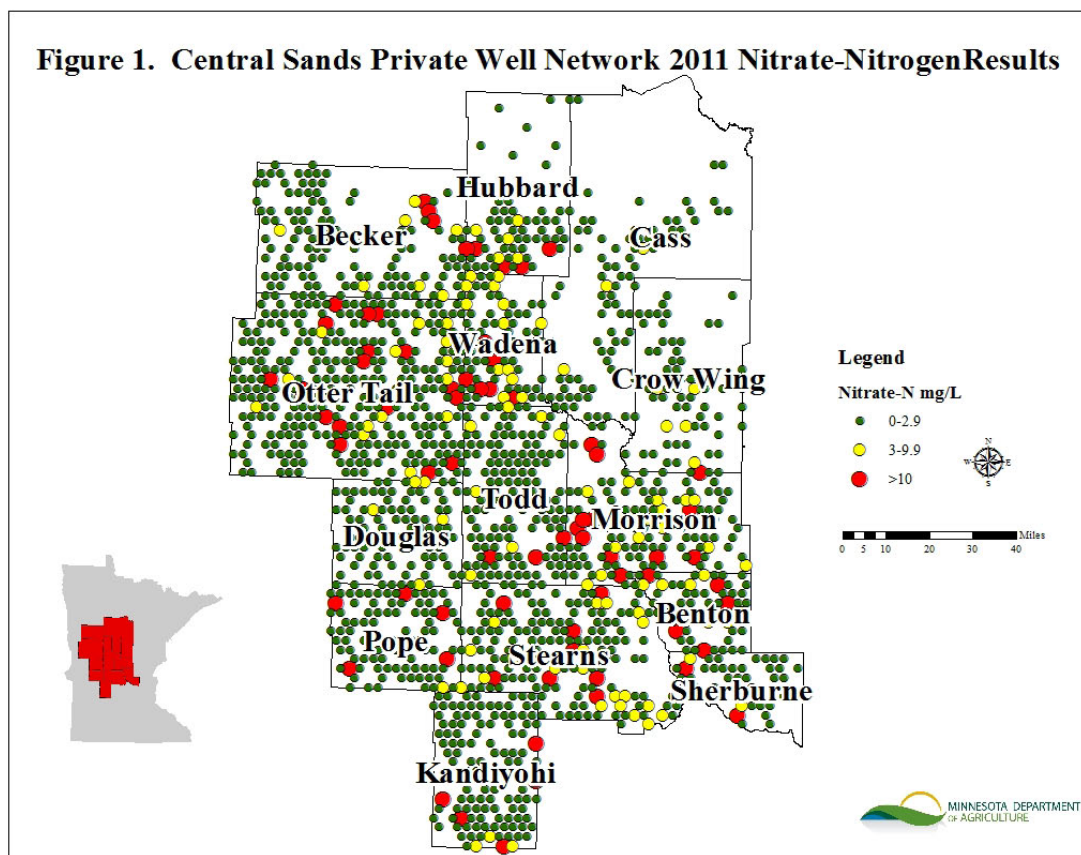 Figure 1.  Central Sands Private Well Network 2011 Nitrate-NitrogenResults
Hubbard
Becker
Cass
Wadena
Crow Wing
Otter Tail
Todd
Morrison
Douglas
Benton
Pope
Stearns
Sherburne
Kandiyohi
Legend
Nitrate-N mg/L
0-2.9
3-9.9
>10
N
W
E
S
Miles
0 5 10 20 30 40
MINNESOTA DEPARTMENT
OF AGRICULTURE